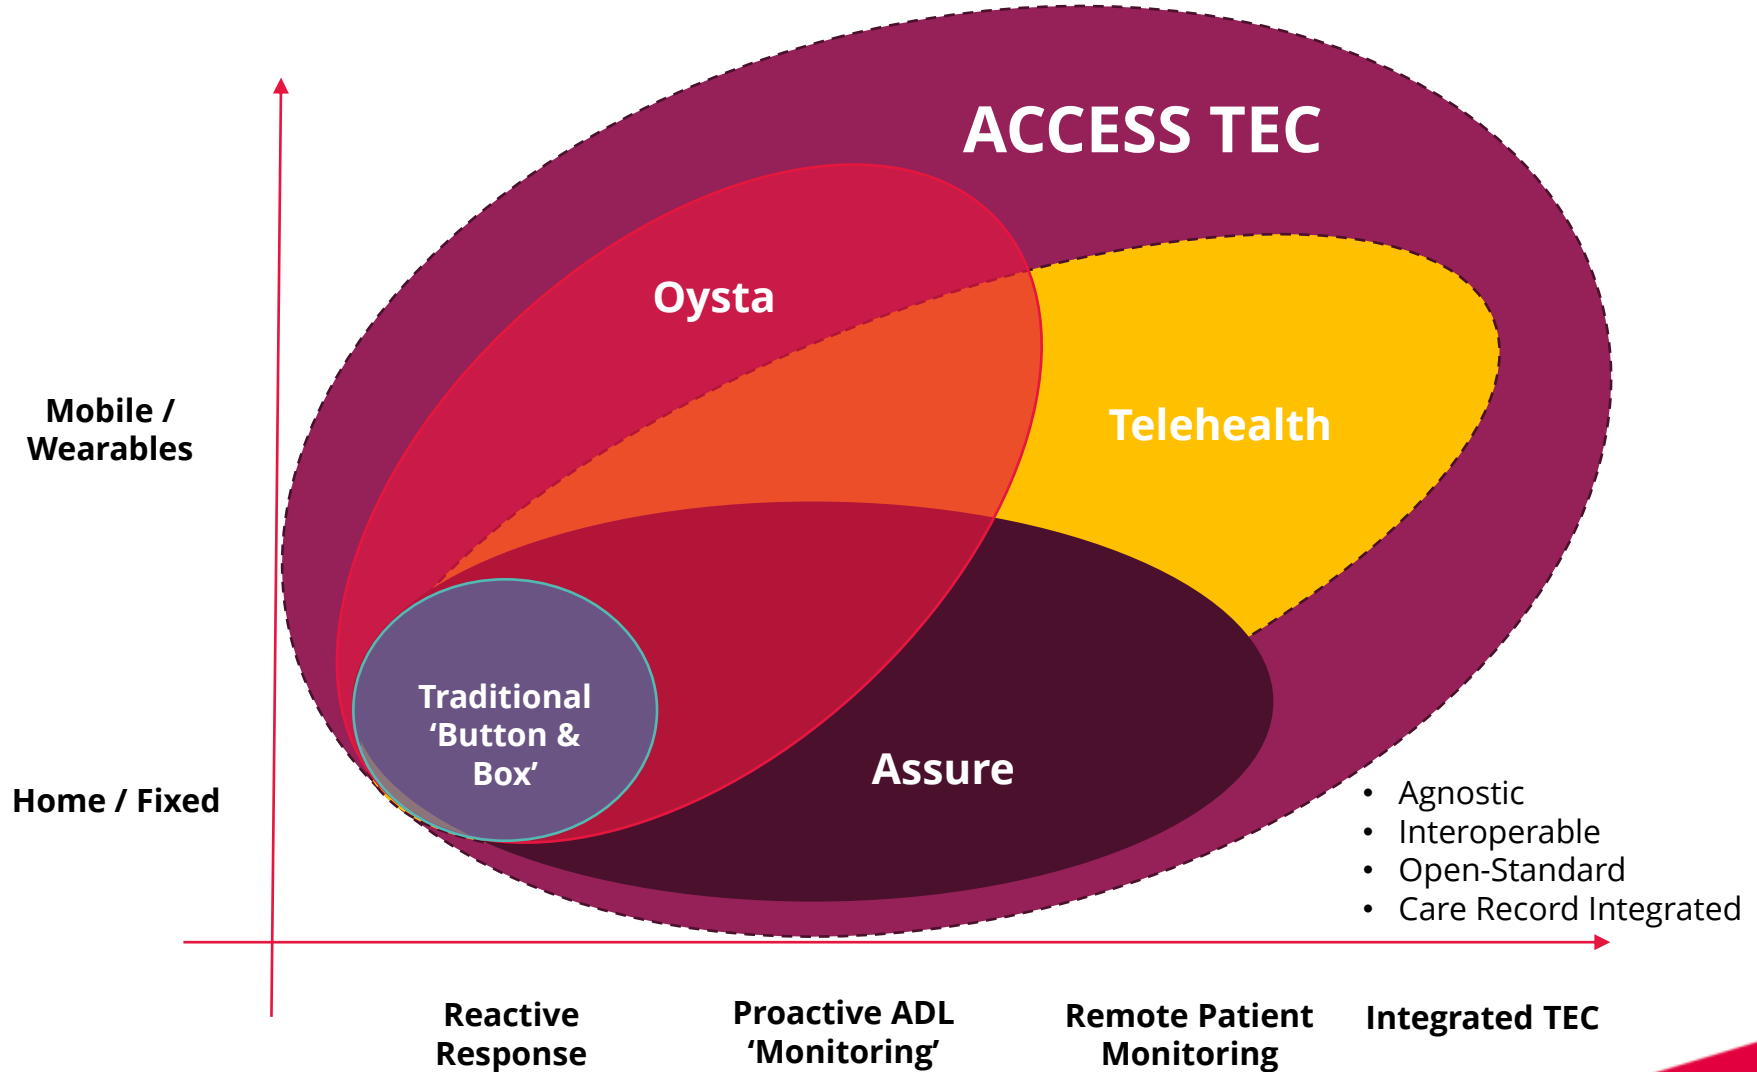 ACCESS TEC
Oysta
Telehealth
Mobile /
Wearables
Traditional
‘Button &
Box’
Assure
Home / Fixed
• Agnostic
• Interoperable
• Open-Standard
• Care Record Integrated
Reactive
Response
Proactive ADL
‘Monitoring’
Remote Patient
Monitoring
Integrated TEC